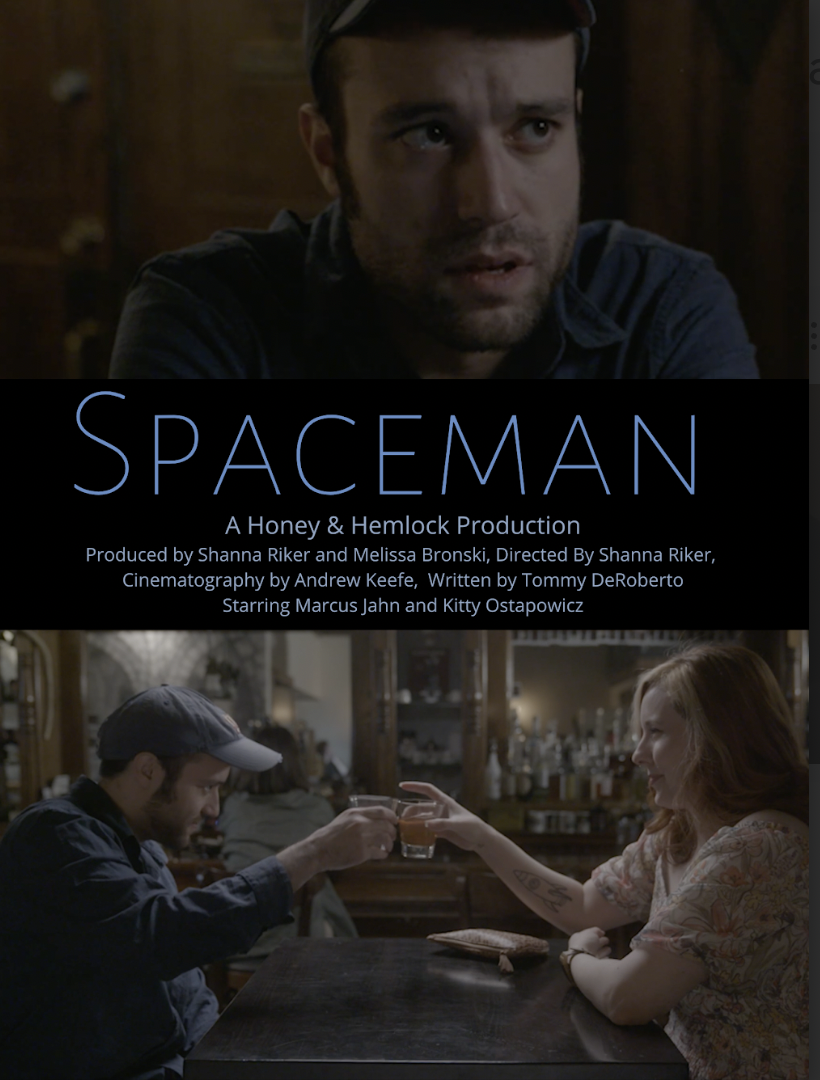 SPACEMAN
A Honey & Hemlock Production
Produced by Shanna Riker and Melissa Bronski, Directed By Shanna Riker,
Cinematography by Andrew Keefe,  Written by Tommy DeRoberto
Starring Marcus Jahn and Kitty Ostapowicz